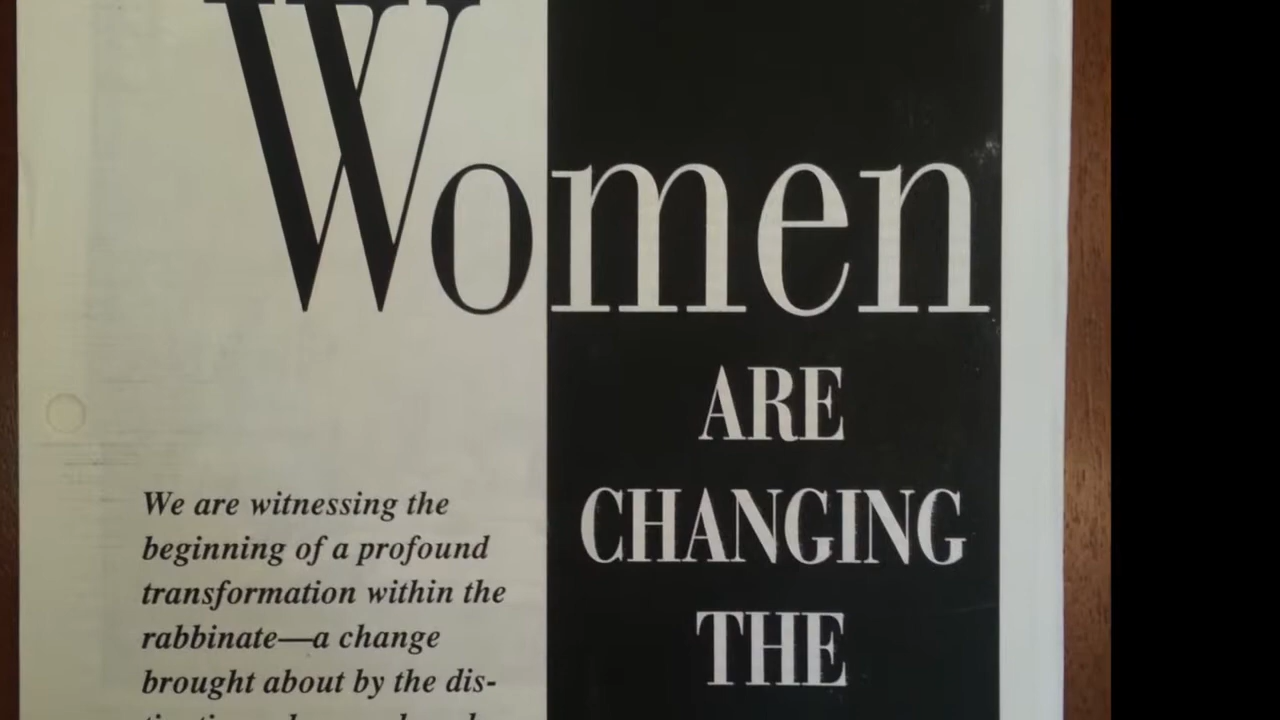 Women
ARE
CHANGING
THE
We are witnessing the
beginning of a profound
transformation within the
rabbinate—a change
brought about by the dis-